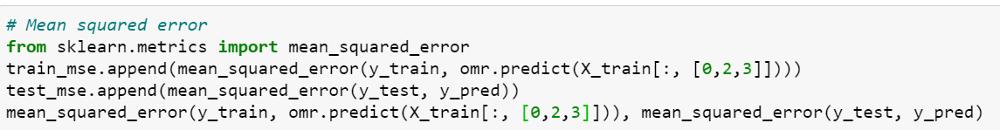 # Mean squared error
from sklearn.metrics import mean_squared_error
train_mse.append(mean_squared_error(y_train, omr.predict(X_train[:, [0,2,3]])))
test_mse.append(mean_squared_error(y_test, y_pred))
mean_squared_error(y_train, omr.predict(X_train[:, [0,2,3]])), mean_squared_error(y_test, y_pred)